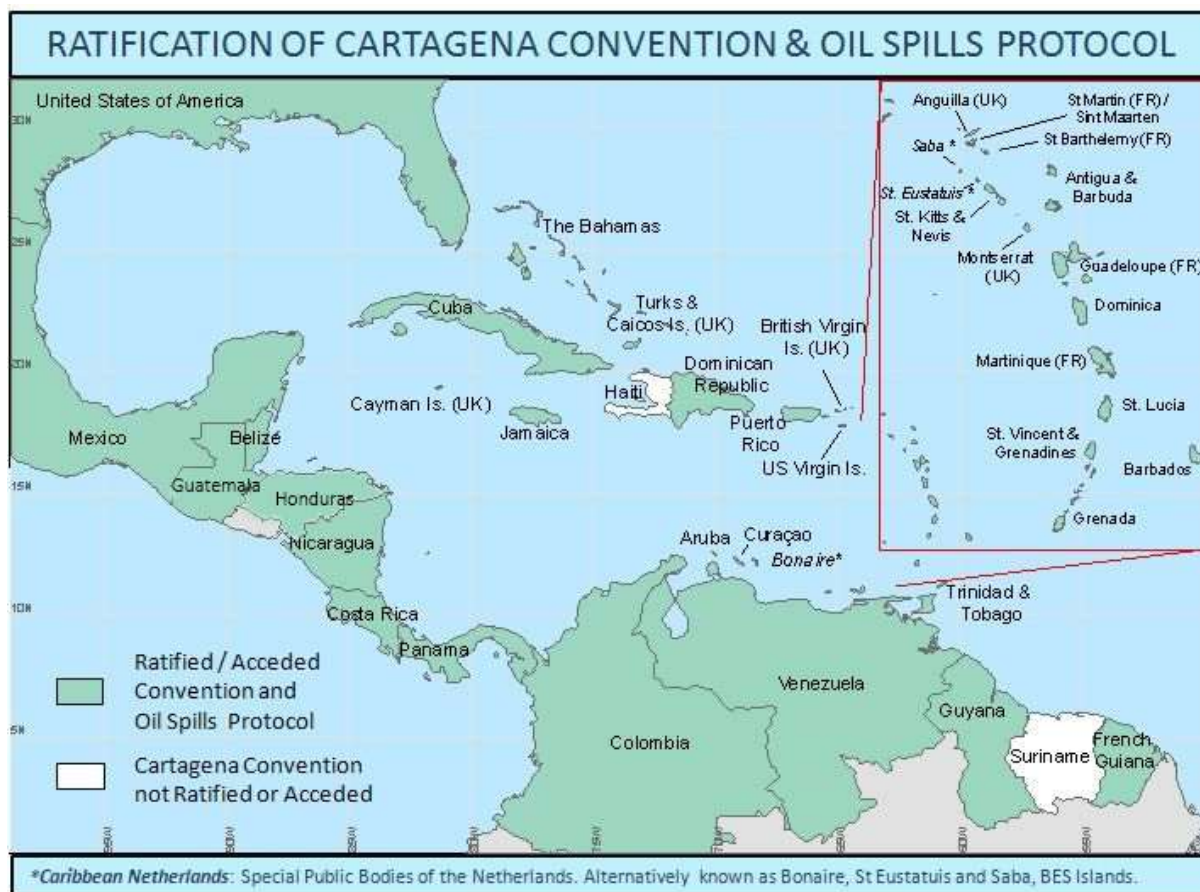 RATIFICATION OF CARTAGENA CONVENTION & OIL SPILLS PROTOCOL
United States of America
30N
25N
20N
15N
10N
5N
The Bahamas
Cuba
Turks &
Caicos Is. (UK)
British Virgin
Is. (UK)
Dominican
Republic
Haiti
Cayman Is. (UK)
Jamaica
Puerto
Rico
US Virgin Is.
Mexico
Belize
Guatemala
Honduras
Nicaragua
Costa Rica
Panama
Aruba
Curaçao
Bonaire*
Trinidad &
Tobago
Venezuela
Colombia
Guyana
Suriname
French
Guiana
Anguilla (UK)
St Martin (FR) /
Sint Maarten
St Barthelemy (FR)
Saba *
St. Eustatuis *
St. Kitts &
Nevis
Antigua &
Barbuda
Montserrat
(UK)
Guadeloupe (FR)
Dominica
Martinique (FR)
St. Lucia
St. Vincent &
Grenadines
Barbados
Grenada
Ratified / Acceded
Convention and
Oil Spills Protocol
Cartagena Convention
not Ratified or Acceded
*Caribbean Netherlands: Special Public Bodies of the Netherlands. Alternatively known as Bonaire, St Eustatuis and Saba, BES Islands.